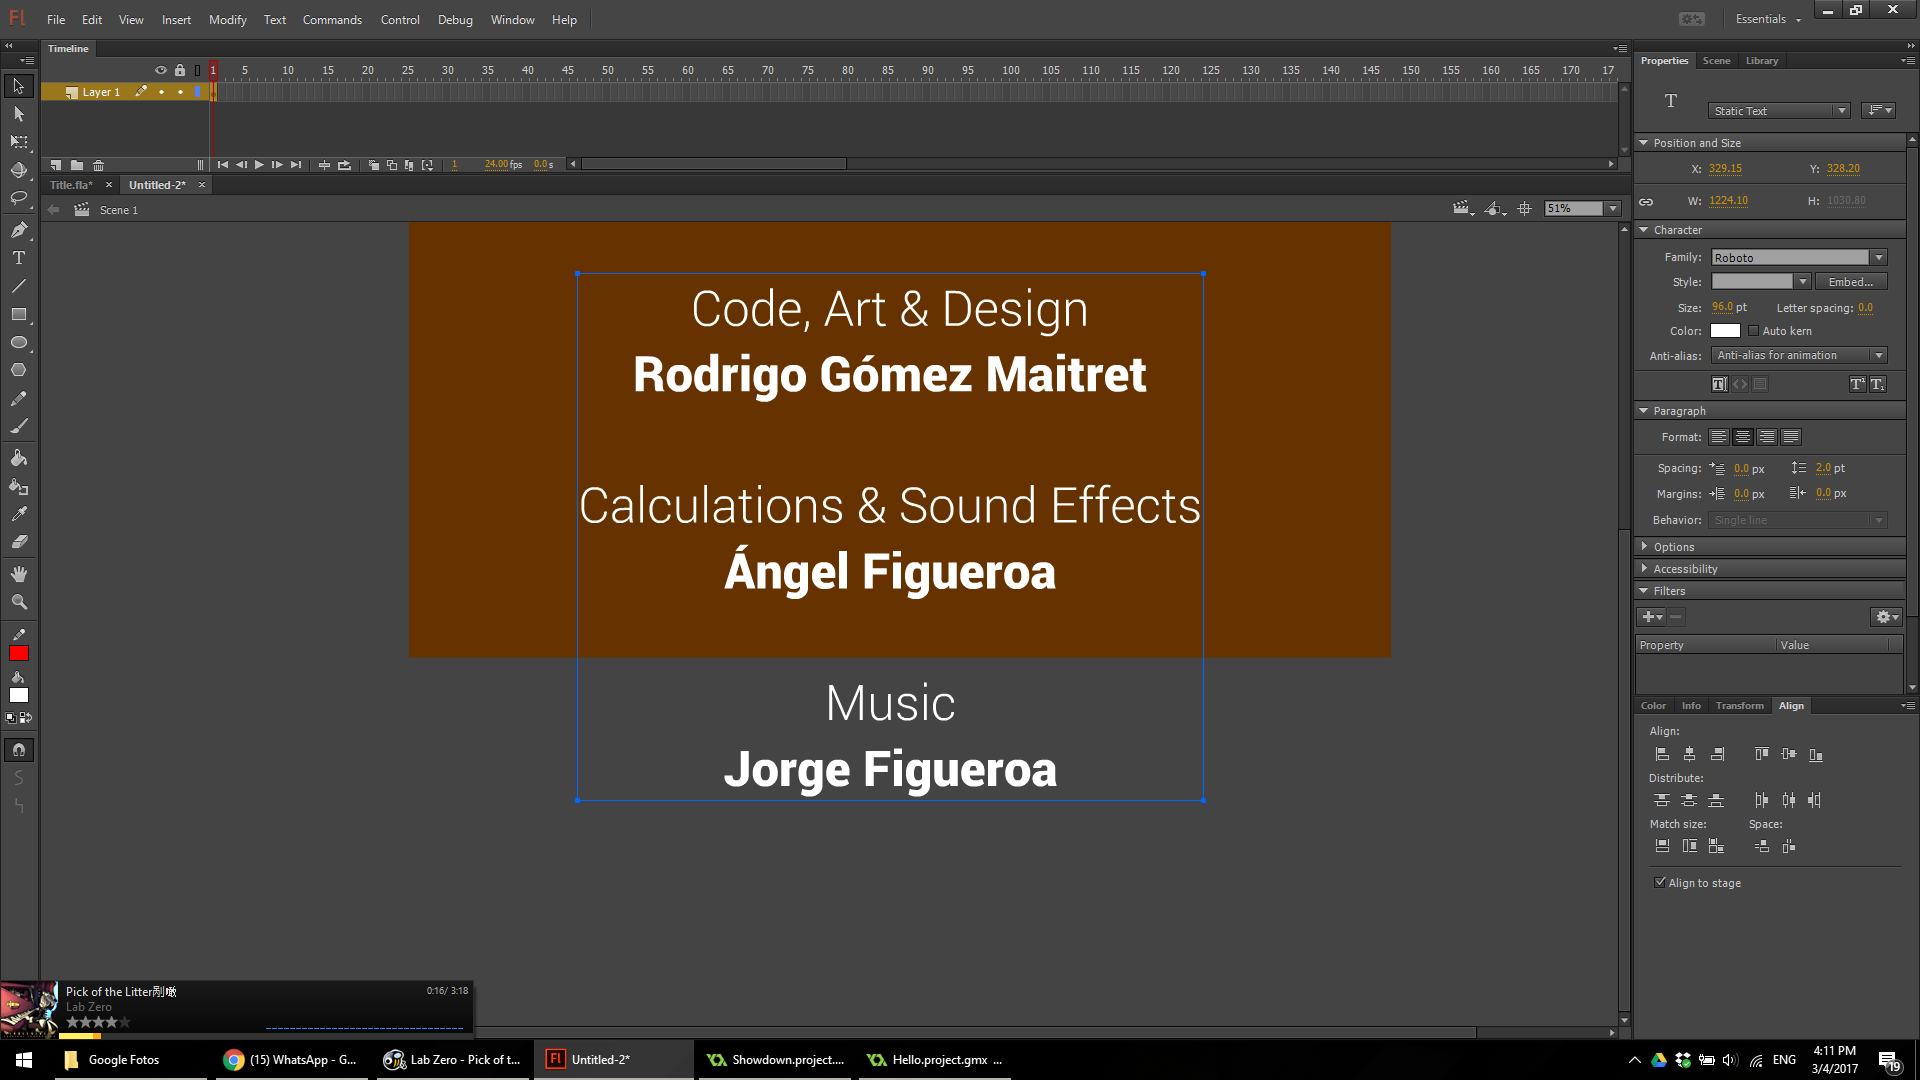 Fl File Edit View Insert Modify Text Commands Control Debug Window Help Essentials
Timeline
1 5 10 15 20 25 30 35 40 45 50 55 60 65 70 75 80 85 90 95 100 105 110 115 120 125 130 135 140 145 150 155 160 165 170 17
Layer 1
1 24.00 fps 0.0 s
Title.fla* Untitled-2*
Scene 1
51%
Code, Art & Design
Rodrigo Gómez Maitret
Calculations & Sound Effects
Ángel Figueroa
Music
Jorge Figueroa
Properties Scene Library
Static Text
Position and Size
X: 329.15 Y: 328.20
W: 1224.10 H: 1030.80
Character
Family: Roboto
Style: Embed...
Size: 96.0 pt Letter spacing: 0.0
Color: Auto kern
Anti-alias: Anti-alias for animation
Paragraph
Format:
Spacing: 0.0 px 2.0 pt
Margins: 0.0 px 0.0 px
Behavior: Single line
Options
Accessibility
Filters
Property Value
Color Info Transform Align
Align:
Distribute:
Match size: Space:
Align to stage
Pick of the Litter 0:16/ 3:18
Lab Zero
Google Fotos (15) WhatsApp - G... Lab Zero - Pick of t... Fl Untitled-2* Showdown.project.... Hello.project.gmx ...
ENG
4:11 PM
3/4/2017
19